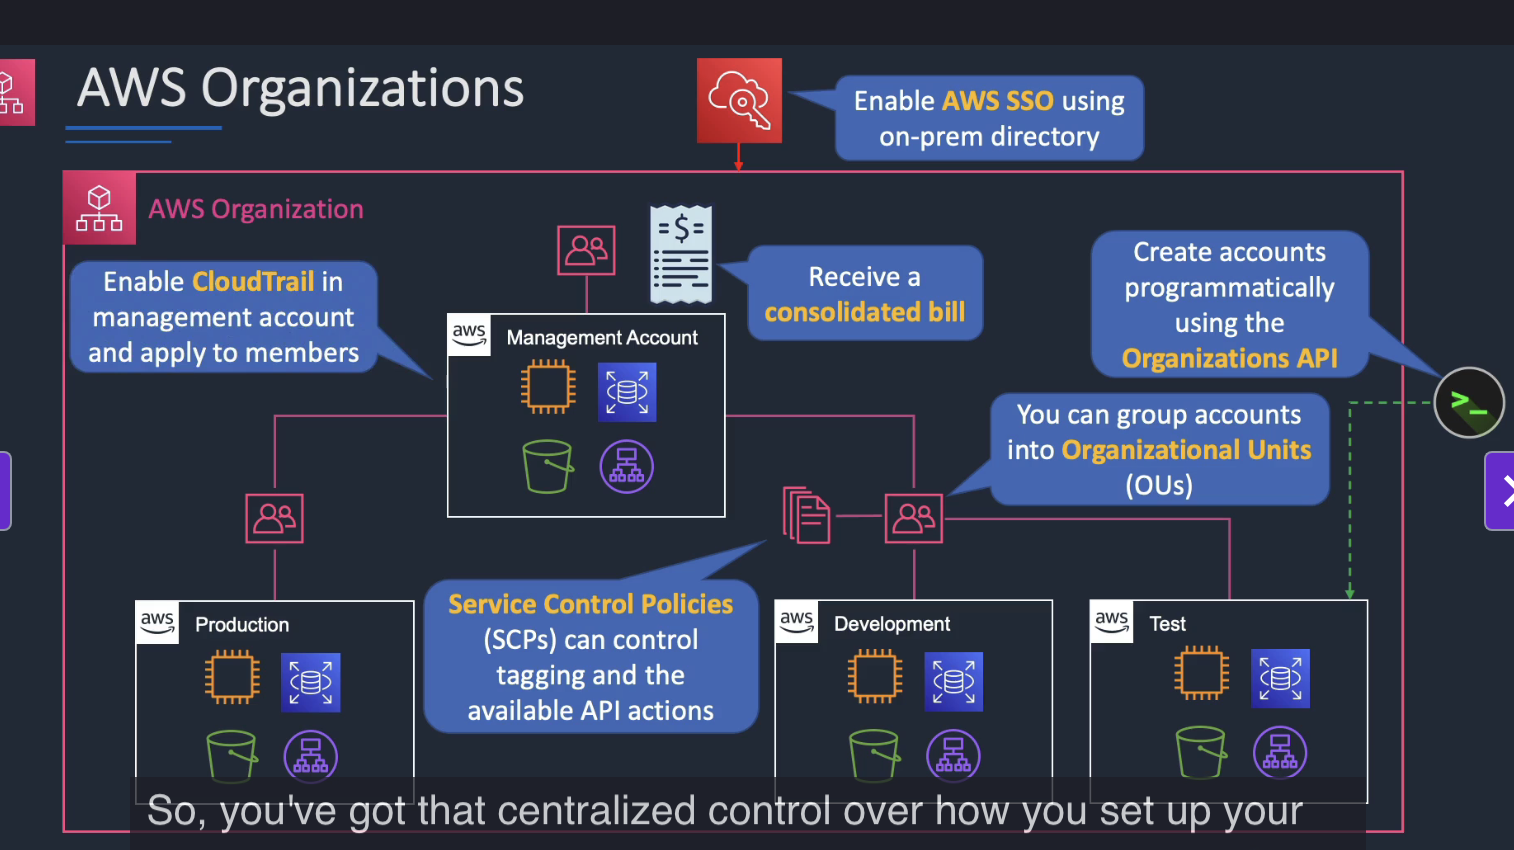 AWS Organizations
Enable AWS SSO using
on-prem directory
AWS Organization
Enable CloudTrail in
management account
and apply to members
=$=
Receive a
consolidated bill
Create accounts
programmatically
using the
Organizations API
>_
aws
Management Account
You can group accounts
into Organizational Units
(OUs)
aws
Production
Service Control Policies
(SCPs) can control
tagging and the
available API actions
aws
Development
aws
Test
So, you've got that centralized control over how you set up your